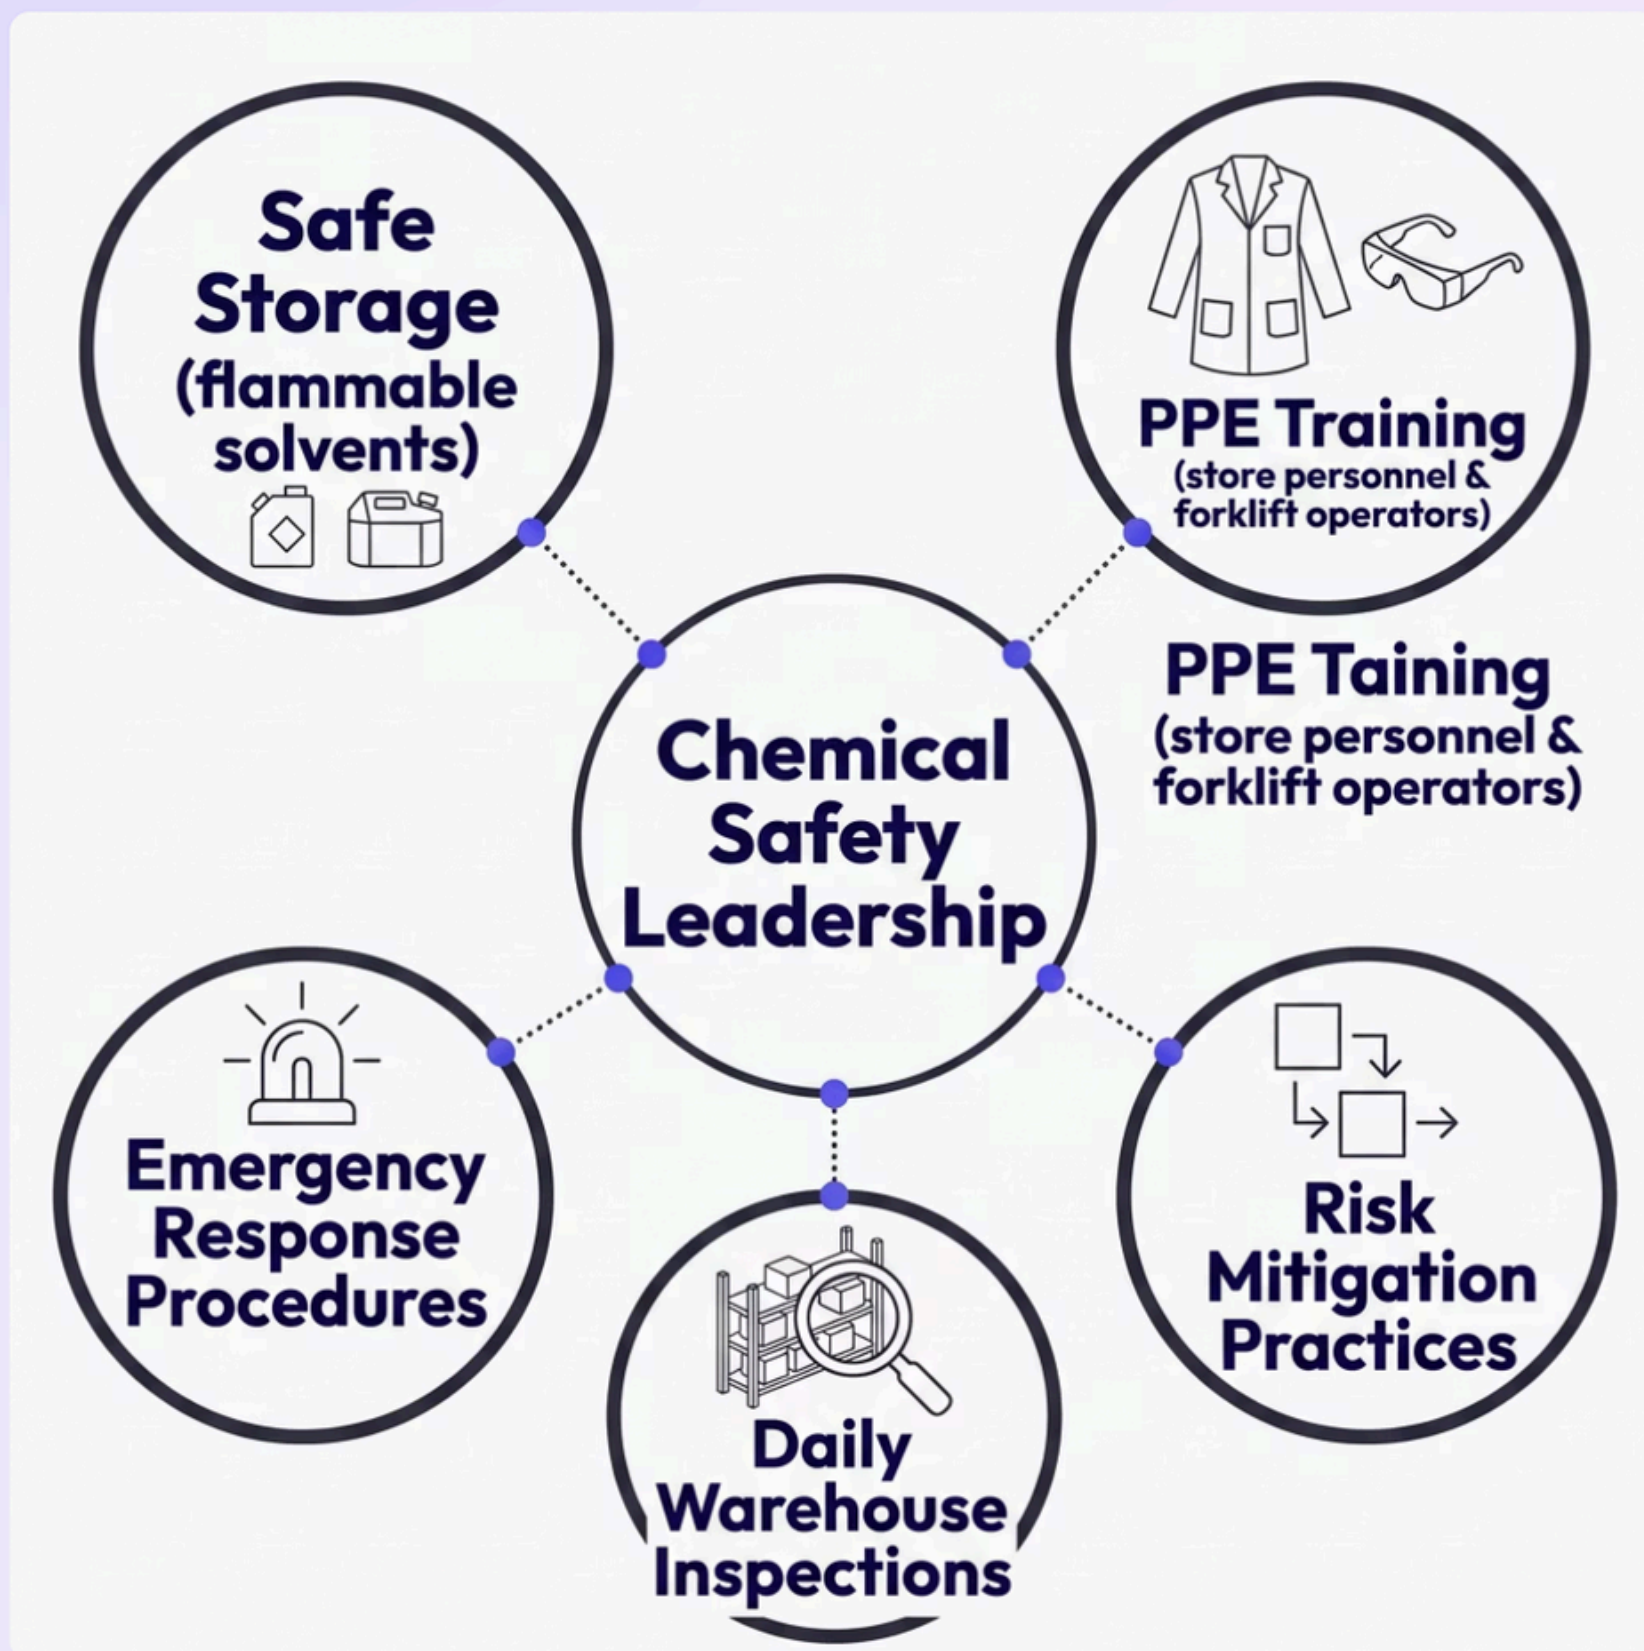 Safe
Storage
(flammable
solvents)
PPE Training
(store personnel &
forklift operators)
PPE Taining
(store personnel &
forklift operators)
Chemical
Safety
Leadership
Emergency
Response
Procedures
Risk
Mitigation
Practices
Daily
Warehouse
Inspections